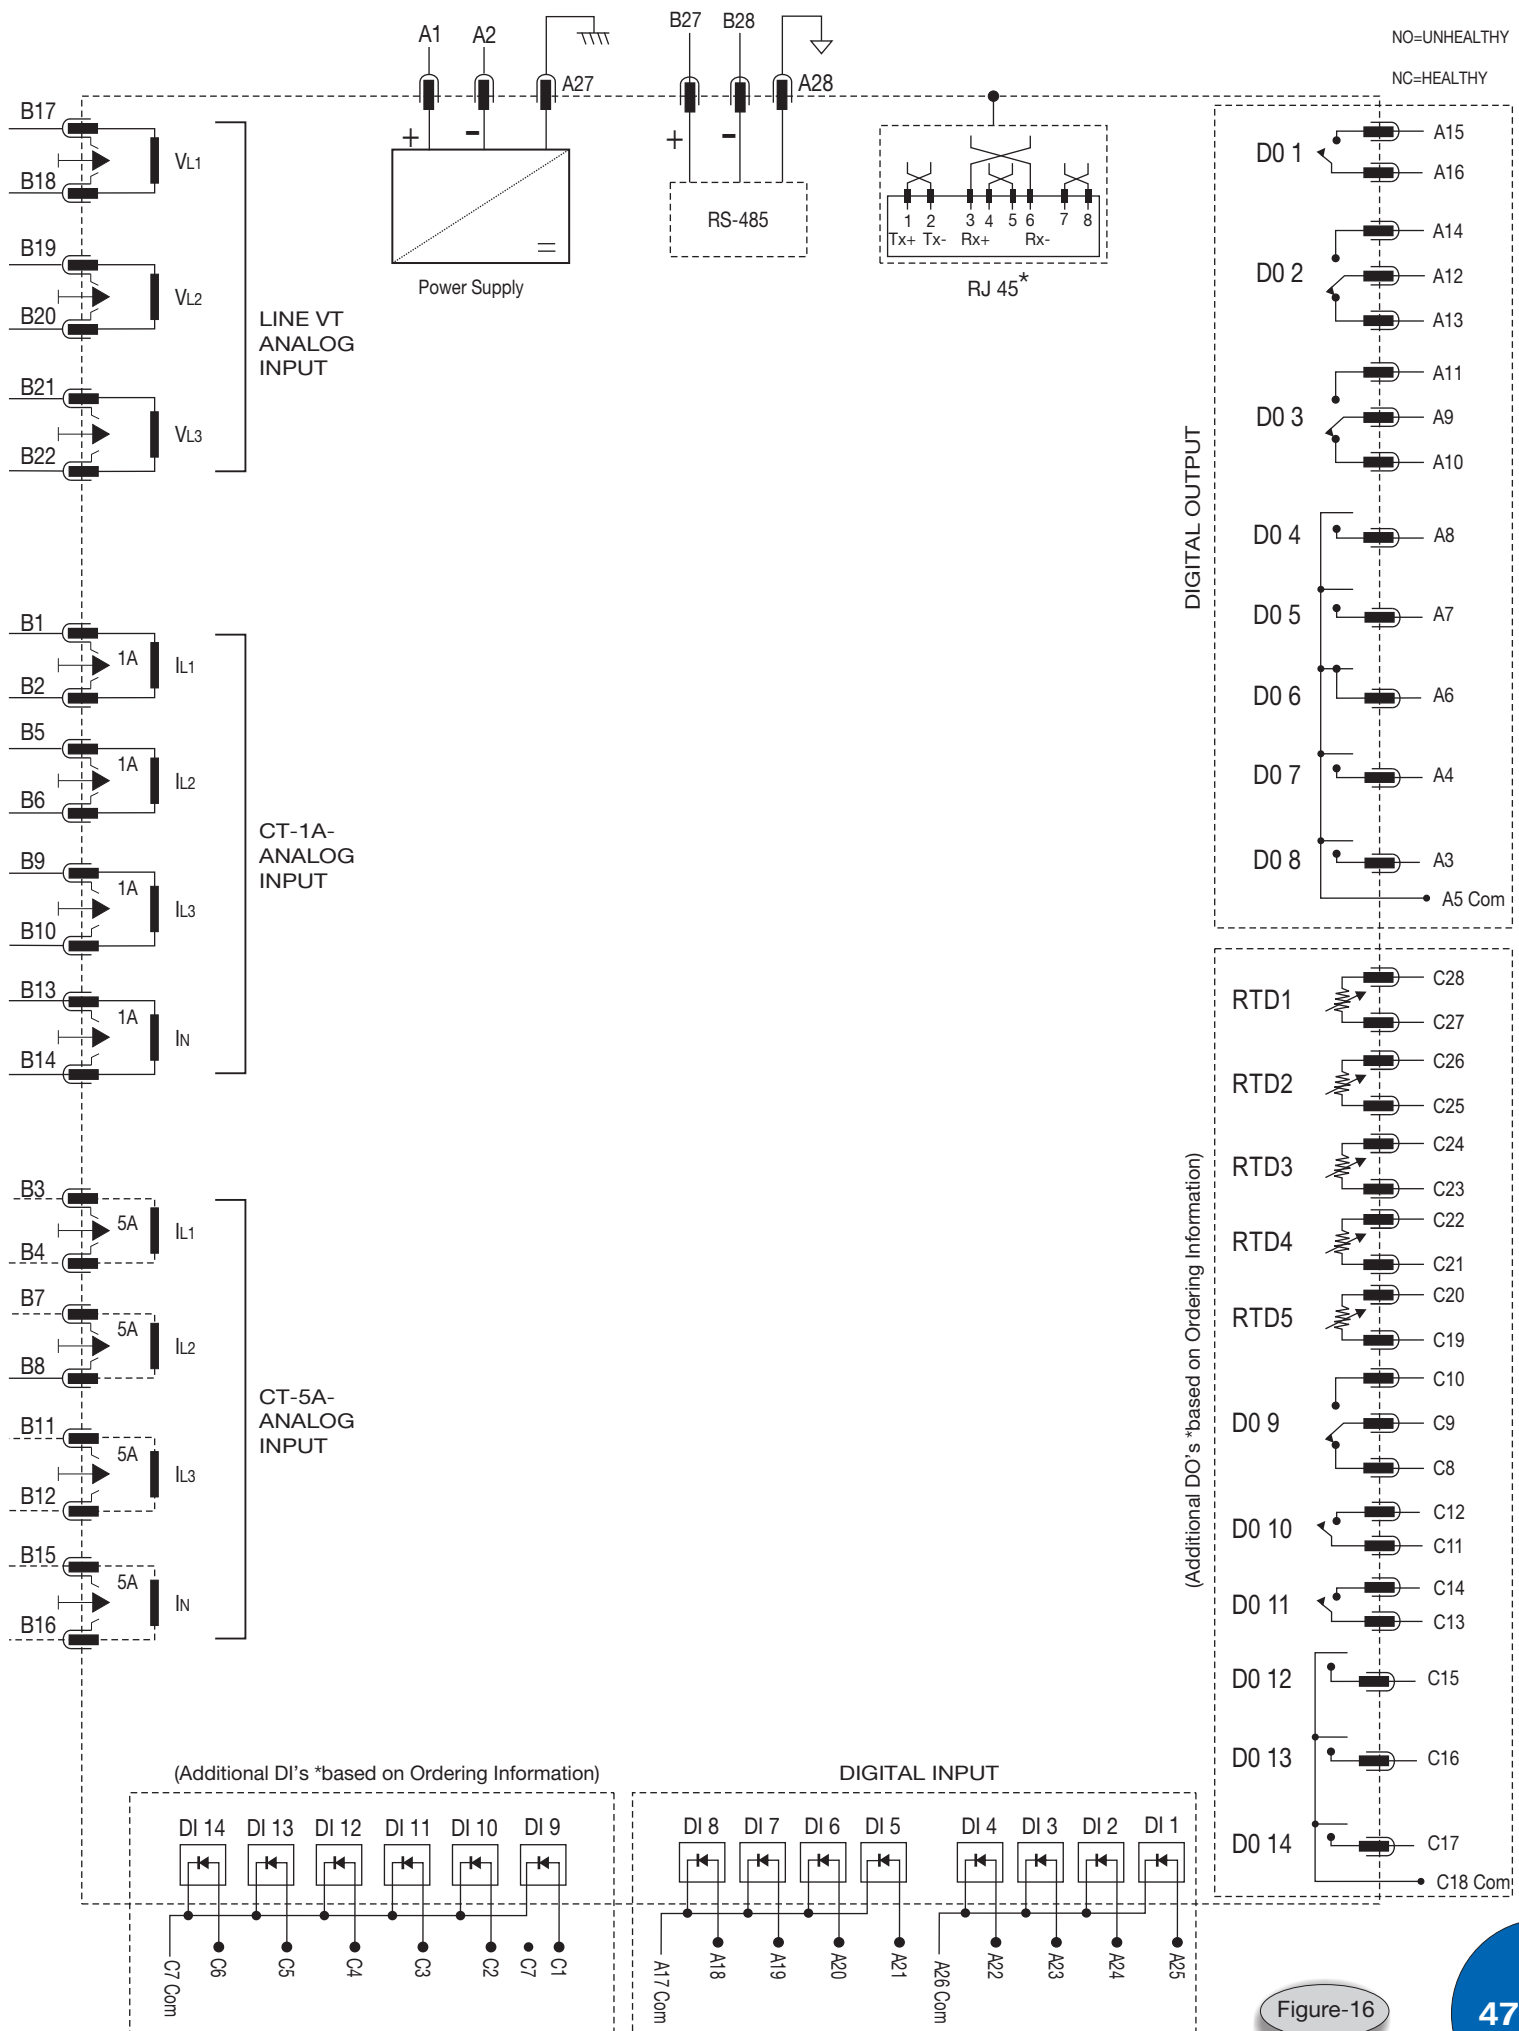 A1 A2 A27
B27 B28 A28
NO=UNHEALTHY
NC=HEALTHY
+ -
Power Supply
+ -
RS-485
1 2 3 4 5 6 7 8
Tx+ Tx- Rx+ Rx-
RJ 45*
B17
VL1
B18
B19
VL2
B20
B21
VL3
B22
LINE VT
ANALOG
INPUT
B1
1A IL1
B2
B5
1A IL2
B6
B9
1A IL3
B10
B13
1A IN
B14
CT-1A-
ANALOG
INPUT
B3
5A IL1
B4
B7
5A IL2
B8
B11
5A IL3
B12
B15
5A IN
B16
CT-5A-
ANALOG
INPUT
DIGITAL OUTPUT
D0 1 A15
A16
D0 2 A14
A12
A13
D0 3 A11
A9
A10
D0 4 A8
D0 5 A7
D0 6 A6
D0 7 A4
D0 8 A3
A5 Com
(Additional DO's *based on Ordering Information)
RTD1 C28
C27
RTD2 C26
C25
RTD3 C24
C23
RTD4 C22
C21
RTD5 C20
C19
D0 9 C10
C9
C8
D0 10 C12
C11
D0 11 C14
C13
D0 12 C15
D0 13 C16
D0 14 C17
C18 Com
(Additional DI's *based on Ordering Information)
DI 14 DI 13 DI 12 DI 11 DI 10 DI 9
C7 Com C6 C5 C4 C3 C2 C7 C1
DIGITAL INPUT
DI 8 DI 7 DI 6 DI 5 DI 4 DI 3 DI 2 DI 1
A17 Com A18 A19 A20 A21 A26 Com A22 A23 A24 A25
Figure-16
47